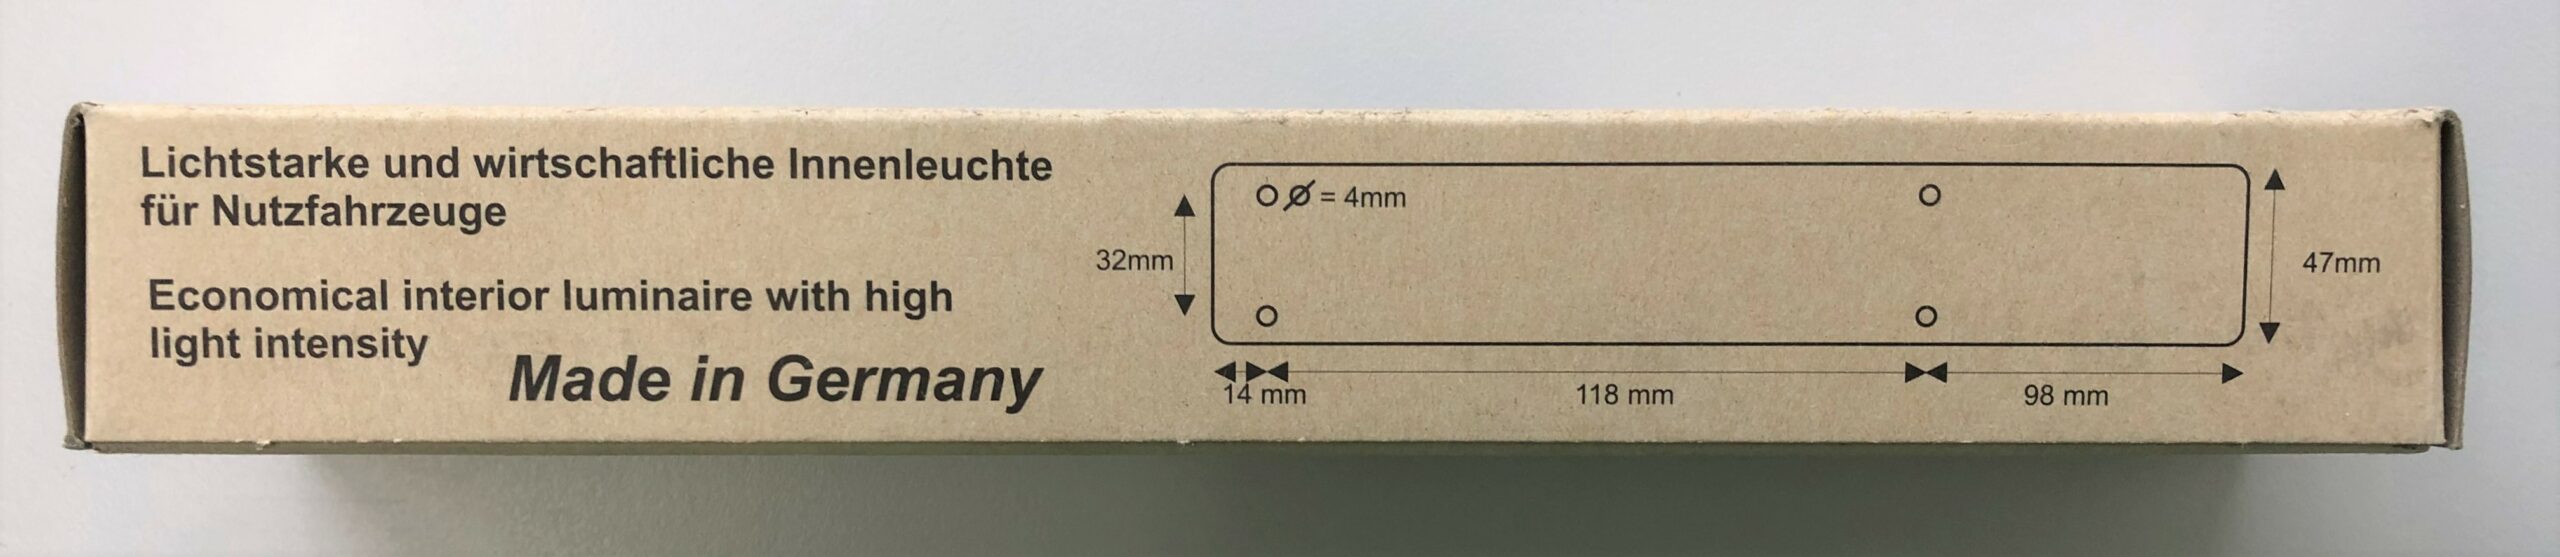 Lichtstarke und wirtschaftliche Innenleuchte
für Nutzfahrzeuge
Economical interior luminaire with high
light intensity
Made in Germany
Ø = 4mm
32mm
47mm
14 mm
118 mm
98 mm